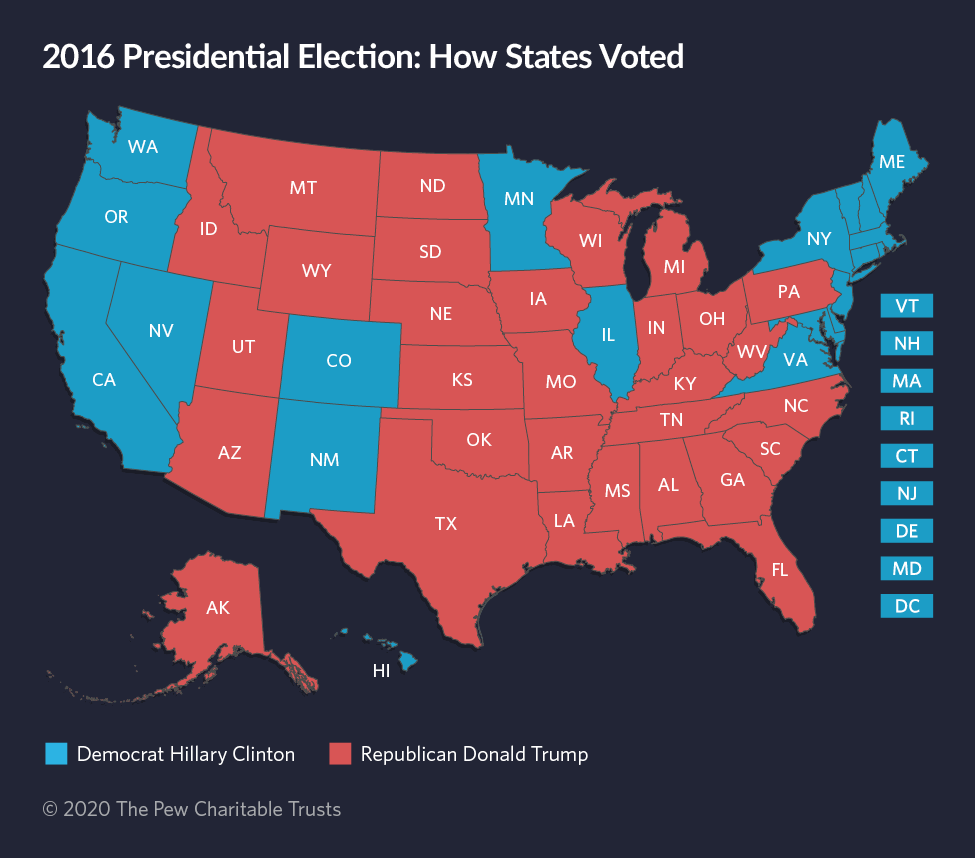 2016 Presidential Election: How States Voted
WA
ME
MT
ND
MN
OR
ID
SD
WI
NY
WY
MI
NE
IA
PA
VT
NV
UT
CO
IL
IN
OH
NH
CA
KS
MO
KY
WV
VA
MA
NC
RI
AZ
NM
OK
AR
TN
SC
CT
TX
LA
MS
AL
GA
NJ
DE
FL
MD
AK
DC
HI
Democrat Hillary Clinton
Republican Donald Trump
© 2020 The Pew Charitable Trusts